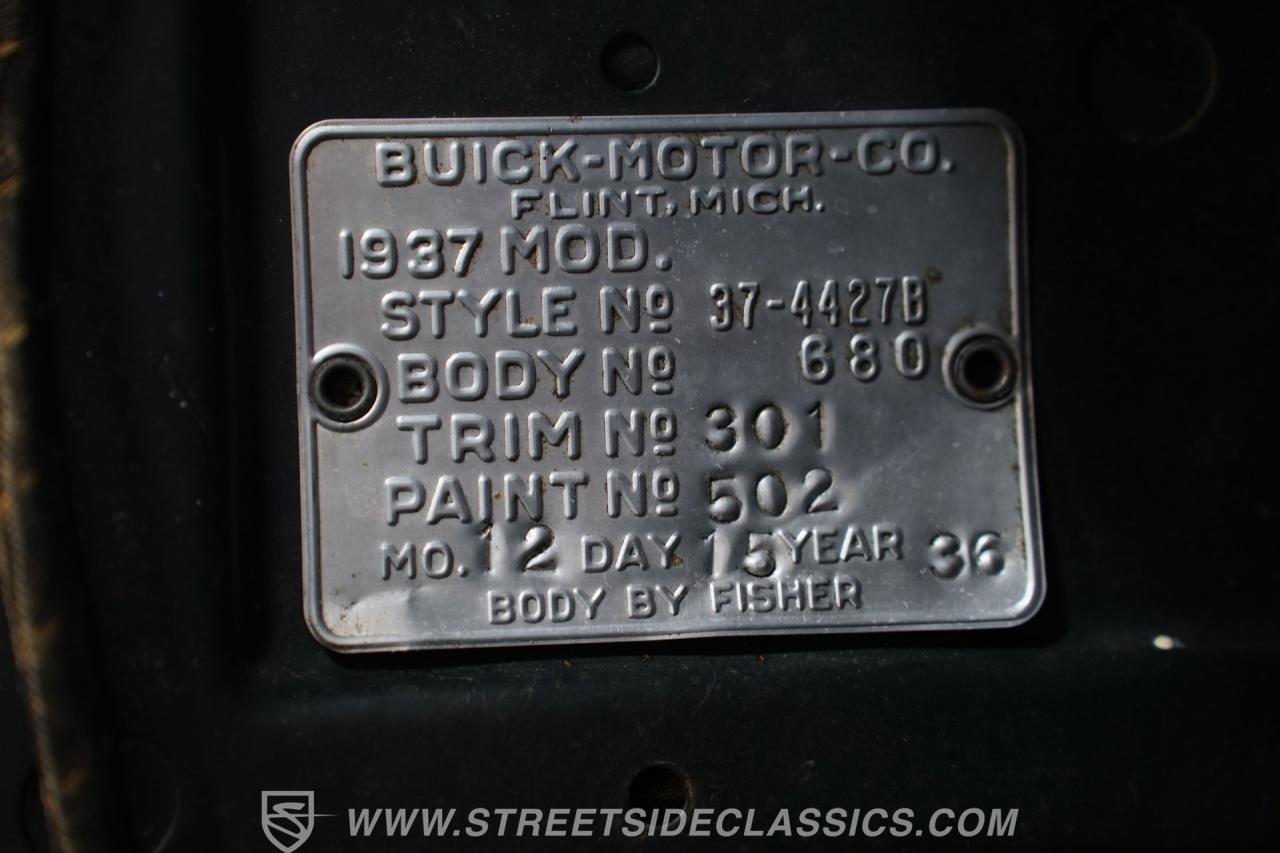 BUICK-MOTOR-CO.
FLINT, MICH.
1937 MOD.
STYLE Nº 37-4427B
BODY Nº 680
TRIM Nº 301
PAINT Nº 502
MO. 12 DAY 15 YEAR 36
BODY BY FISHER
WWW.STREETSIDECLASSICS.COM